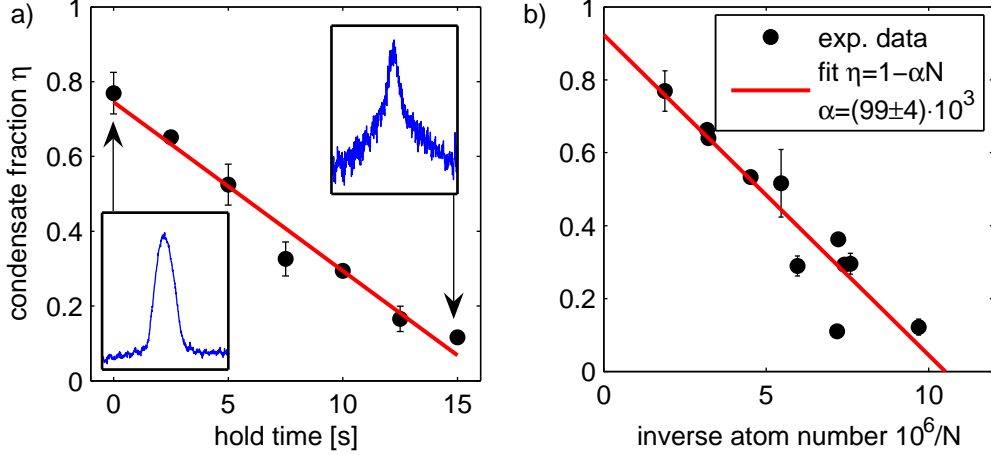 a)
condensate fraction η
1
0.8
0.6
0.4
0.2
0
0 5 10 15
hold time [s]
b)
exp. data
fit η=1−αN
α=(99±4)·10³
1
0.8
0.6
0.4
0.2
0
0 5 10
inverse atom number 10⁶/N